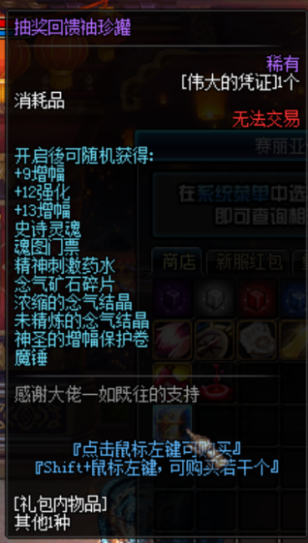 抽奖回馈袖珍罐
稀有
[伟大的凭证]1个
消耗品
无法交易
开启後可随机获得:
+9增幅
+12强化
+13增幅
史诗灵魂
魂图门票
精神刺激药水
念气矿石碎片
浓缩的念气结晶
未精炼的念气结晶
神圣的增幅保护卷
魔锤
感谢大佬一如既往的支持
『点击鼠标左键可购买』
『Shift+鼠标左键，可购买若干个』
[礼包内物品]
其他1种
赛丽亚
在系统菜单中选
即可查询相
商店
新服红包